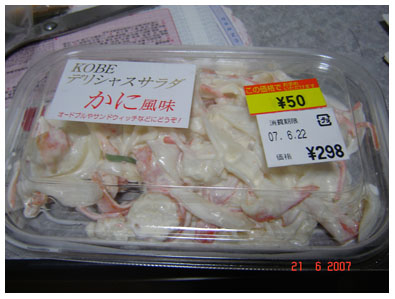 KOBE
デリシャスサラダ
かに風味
オードブルやサンドウィッチなどにどうぞ!
この価格で
¥50
消費期限
07. 6.22
価格
¥298
21 6 2007